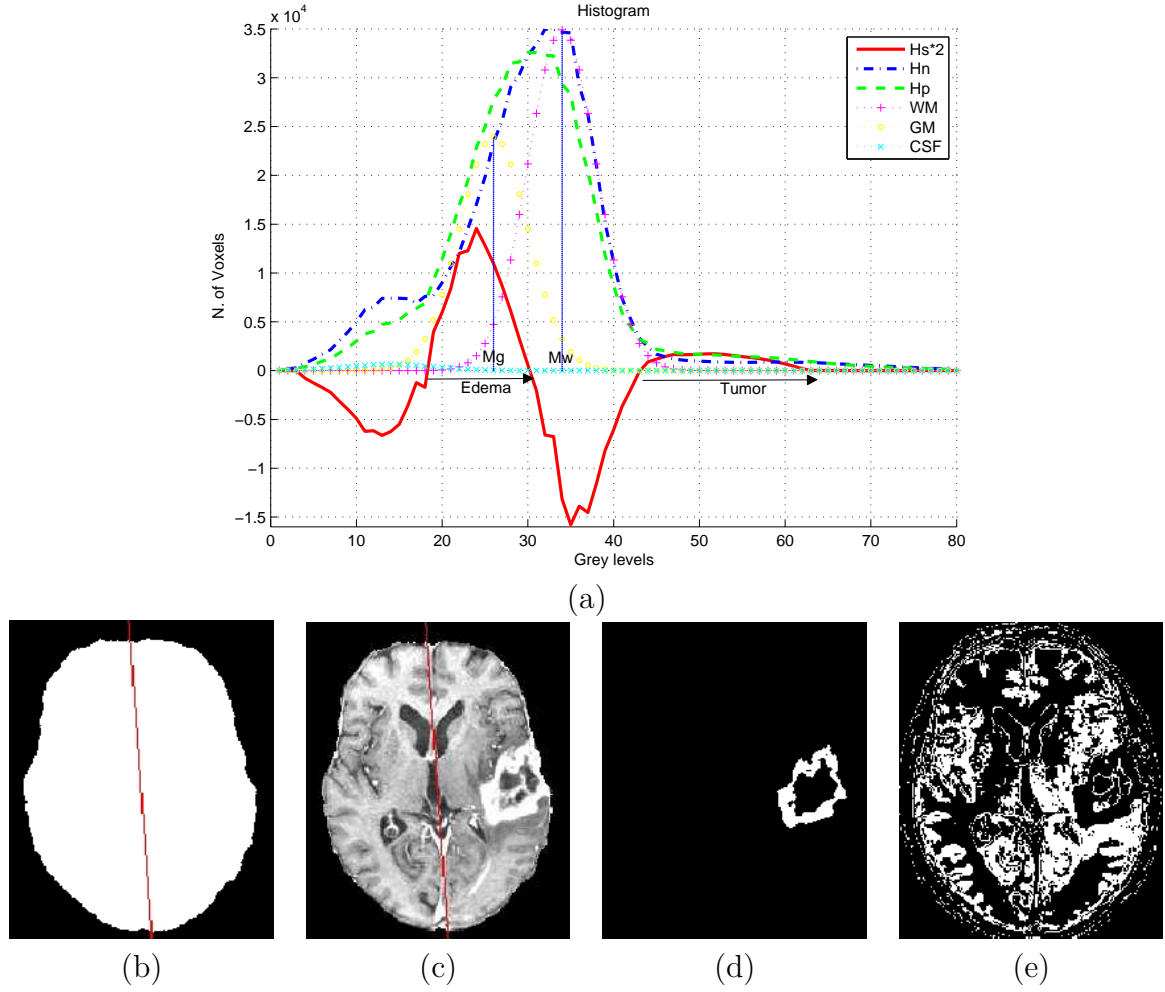 Histogram
x 10^4
3.5
3.5
3
2.5
2
1.5
1
0.5
0
−0.5
−1
−1.5
N. of Voxels
Hs*2
Hn
Hp
WM
GM
CSF
Mg
Mw
Edema
Tumor
0 10 20 30 40 50 60 70 80
Grey levels
(a)
(b) (c) (d) (e)